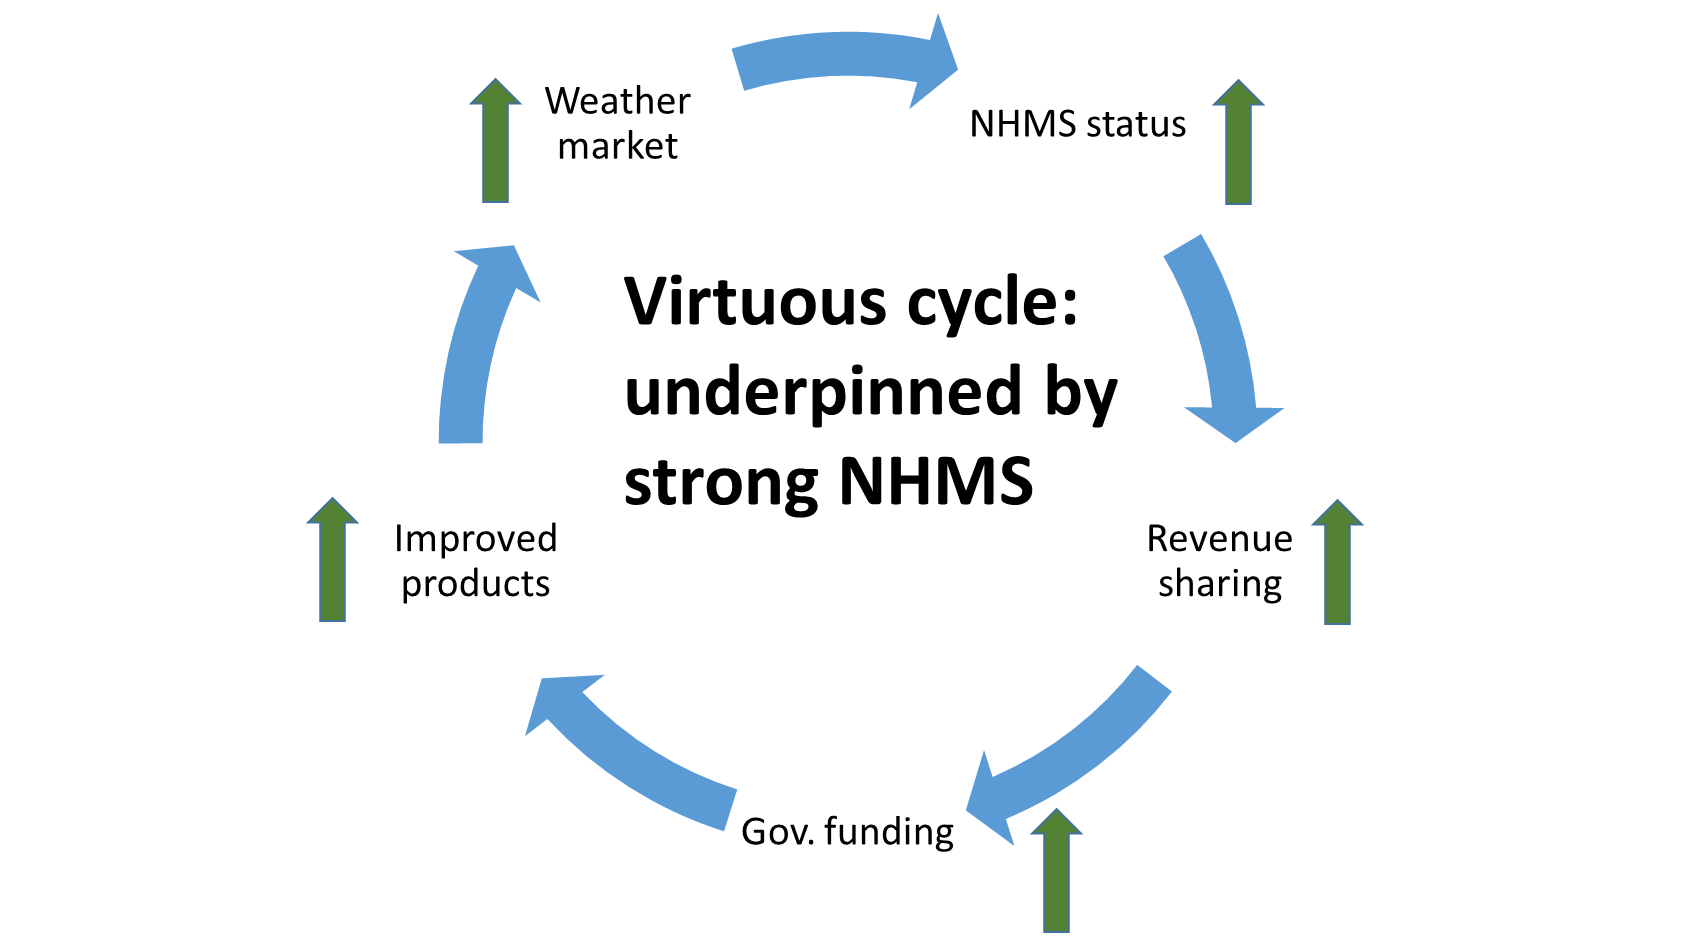 Weather
market
NHMS status
Virtuous cycle:
underpinned by
strong NHMS
Improved
products
Revenue
sharing
Gov. funding